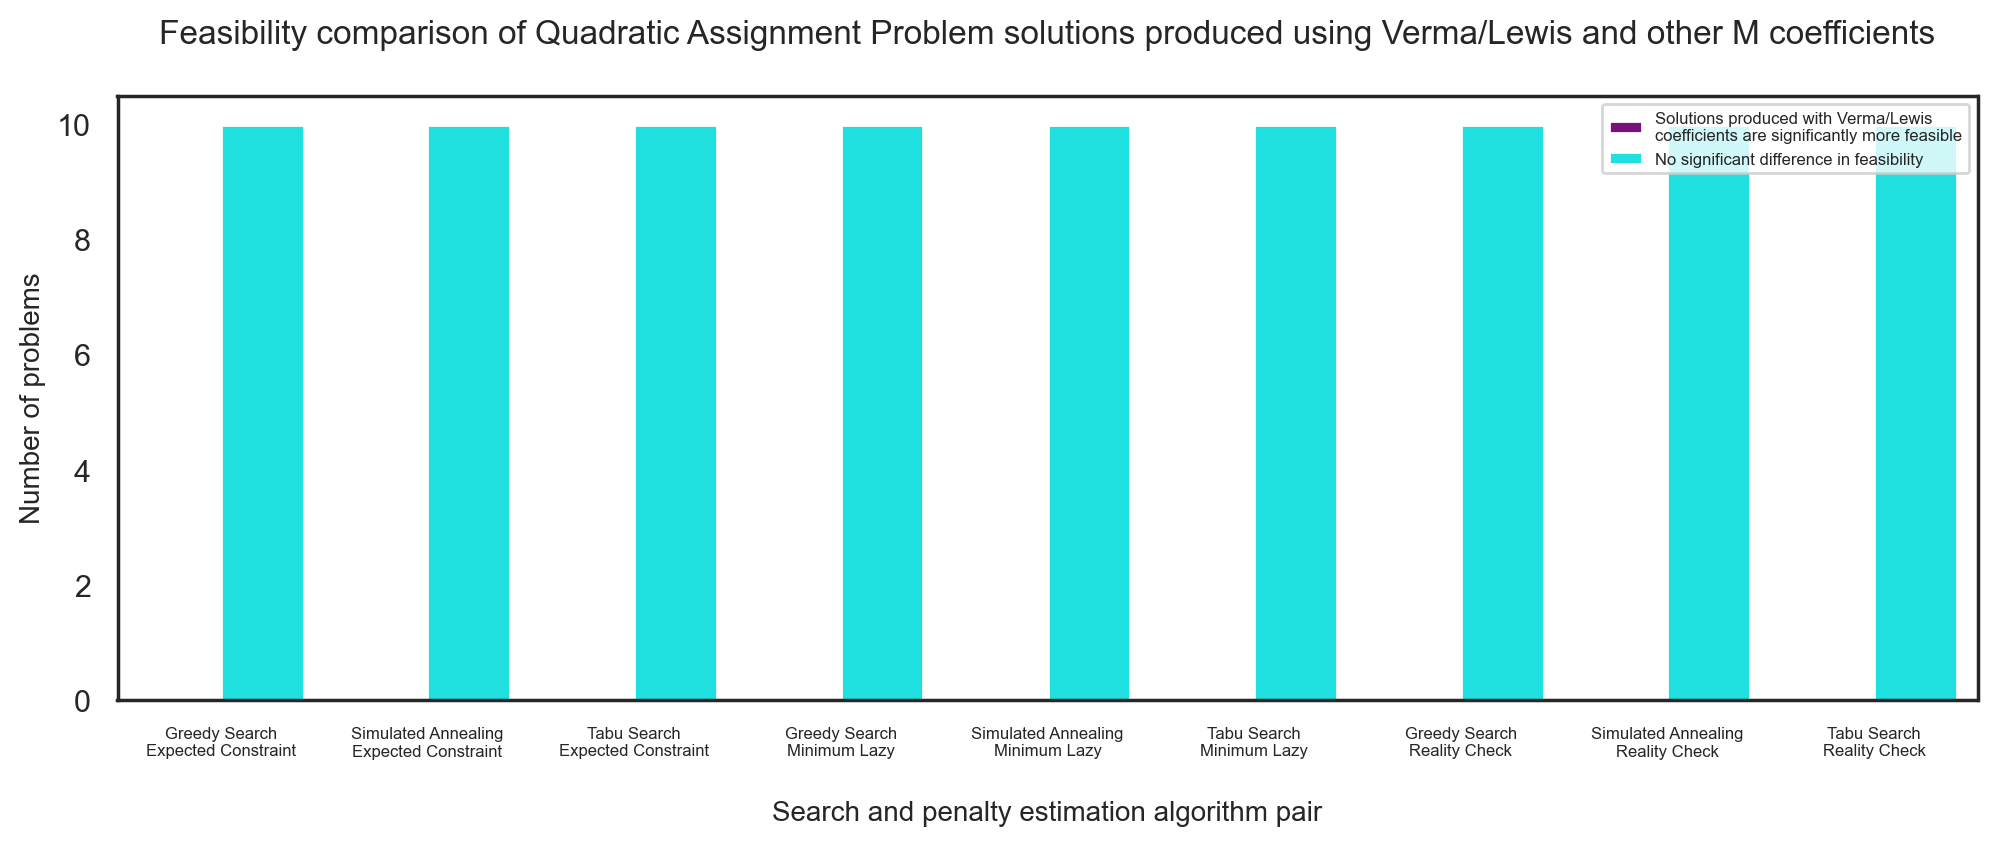 Feasibility comparison of Quadratic Assignment Problem solutions produced using Verma/Lewis and other M coefficients
Solutions produced with Verma/Lewis
coefficients are significantly more feasible
No significant difference in feasibility
Number of problems
10
8
6
4
2
0
Greedy Search
Expected Constraint
Simulated Annealing
Expected Constraint
Tabu Search
Expected Constraint
Greedy Search
Minimum Lazy
Simulated Annealing
Minimum Lazy
Tabu Search
Minimum Lazy
Greedy Search
Reality Check
Simulated Annealing
Reality Check
Tabu Search
Reality Check
Search and penalty estimation algorithm pair